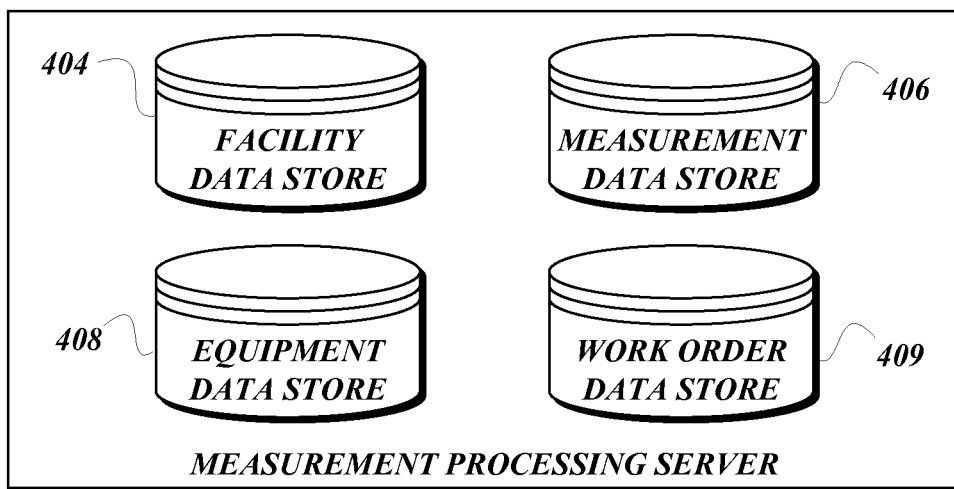 404
FACILITY
DATA STORE
MEASUREMENT
DATA STORE
406
408
EQUIPMENT
DATA STORE
WORK ORDER
DATA STORE
409
MEASUREMENT PROCESSING SERVER